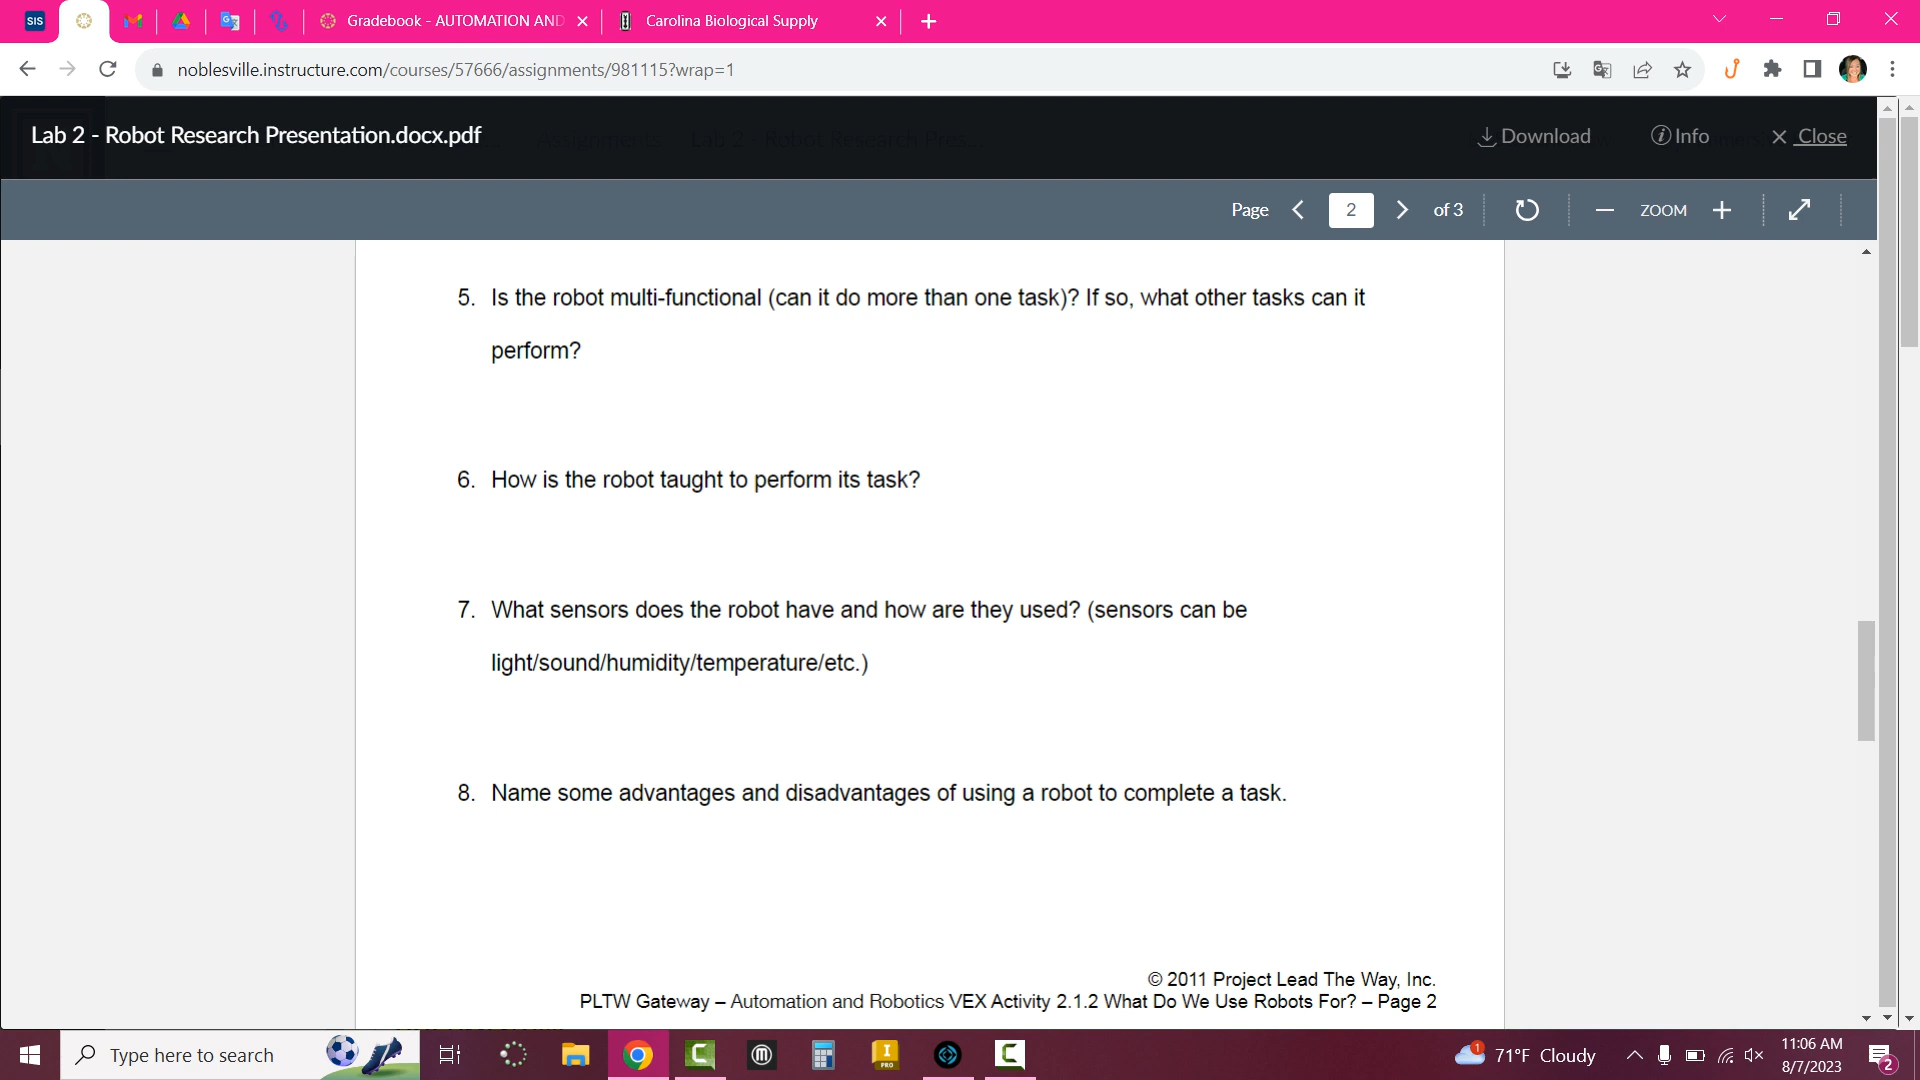 SIS
Gradebook - AUTOMATION AND
Carolina Biological Supply
noblesville.instructure.com/courses/57666/assignments/981115?wrap=1
Lab 2 - Robot Research Presentation.docx.pdf
Download
Info
Close
Page
2
of 3
ZOOM
5. Is the robot multi-functional (can it do more than one task)? If so, what other tasks can it
perform?
6. How is the robot taught to perform its task?
7. What sensors does the robot have and how are they used? (sensors can be
light/sound/humidity/temperature/etc.)
8. Name some advantages and disadvantages of using a robot to complete a task.
© 2011 Project Lead The Way, Inc.
PLTW Gateway – Automation and Robotics VEX Activity 2.1.2 What Do We Use Robots For? – Page 2
Type here to search
PRO
1
71°F Cloudy
11:06 AM
8/7/2023
2